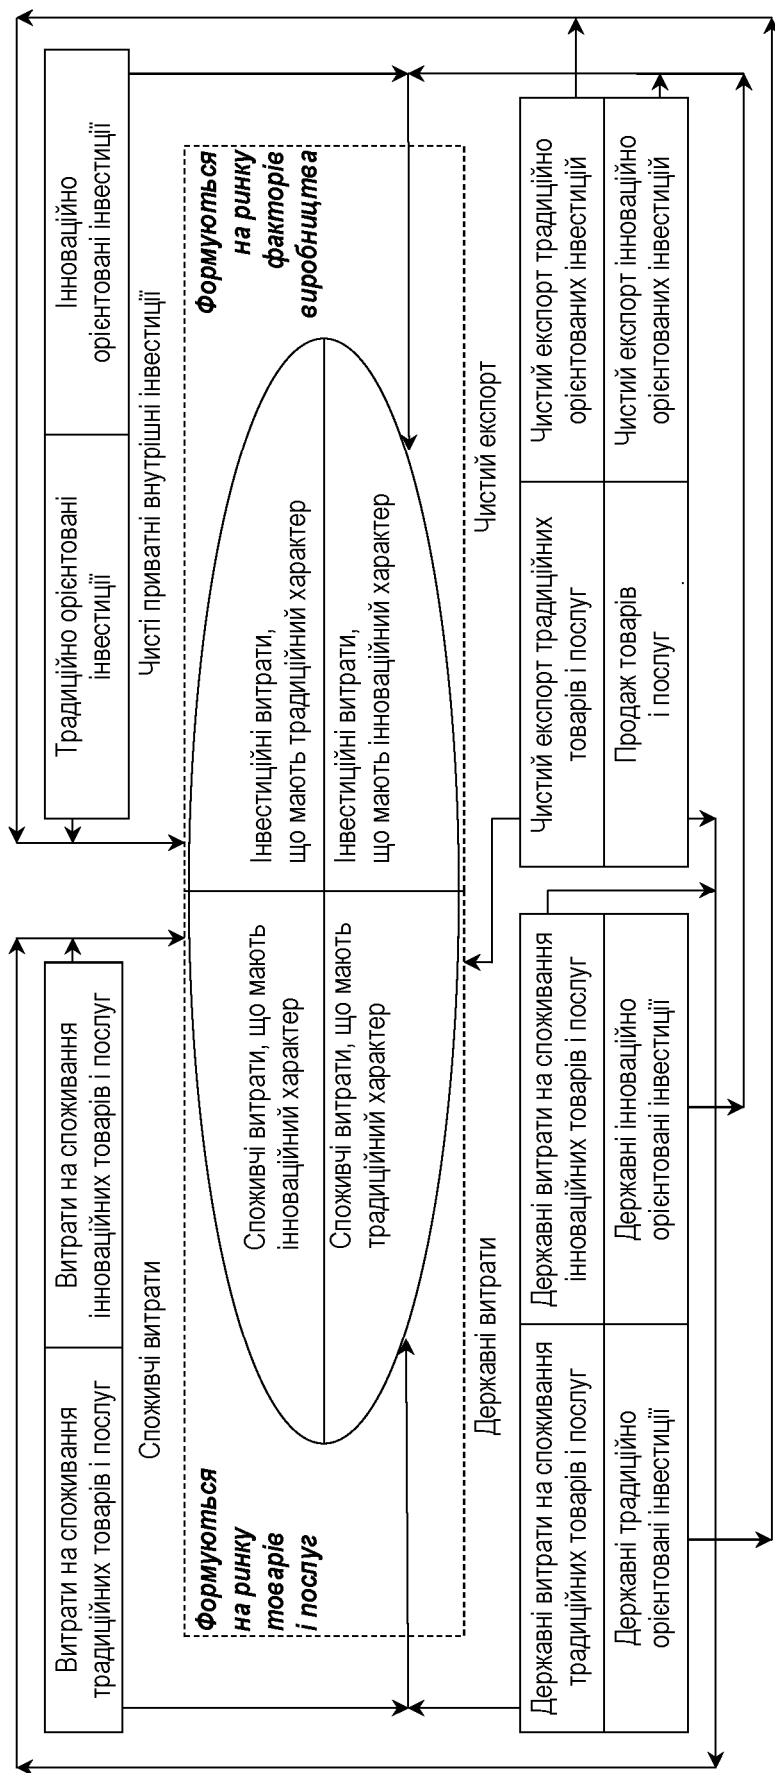 Витрати на споживання
традиційних товарів і послуг
Витрати на споживання
інноваційних товарів і послуг
Споживчі витрати
Традиційно орієнтовані
інвестиції
Інноваційно
орієнтовані інвестиції
Чисті приватні внутрішні інвестиції
Формуються
на ринку
товарів
і послуг
Споживчі витрати, що мають
інноваційний характер
Споживчі витрати, що мають
традиційний характер
Інвестиційні витрати,
що мають традиційний характер
Інвестиційні витрати,
що мають інноваційний характер
Формуються
на ринку
факторів
виробництва
Державні витрати
Державні витрати на споживання
традиційних товарів і послуг
Державні витрати на споживання
інноваційних товарів і послуг
Державні традиційно
орієнтовані інвестиції
Державні інноваційно
орієнтовані інвестиції
Чистий експорт
Чистий експорт традиційних
товарів і послуг
Чистий експорт традиційно
орієнтованих інвестицій
Продаж товарів
і послуг
Чистий експорт інноваційно
орієнтованих інвестицій